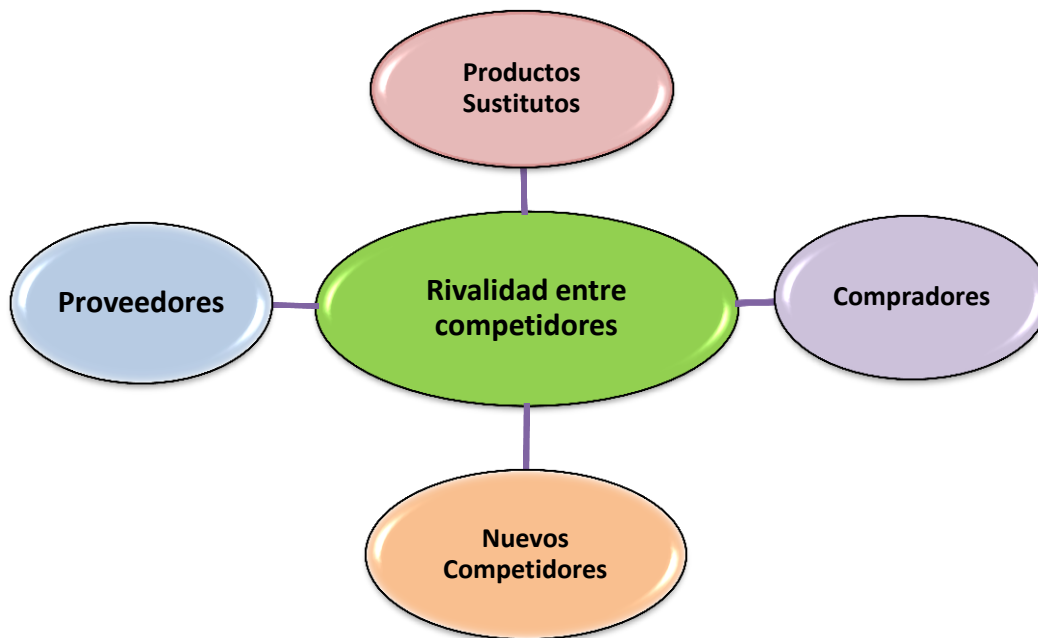 Productos
Sustitutos
Proveedores
Rivalidad entre
competidores
Compradores
Nuevos
Competidores